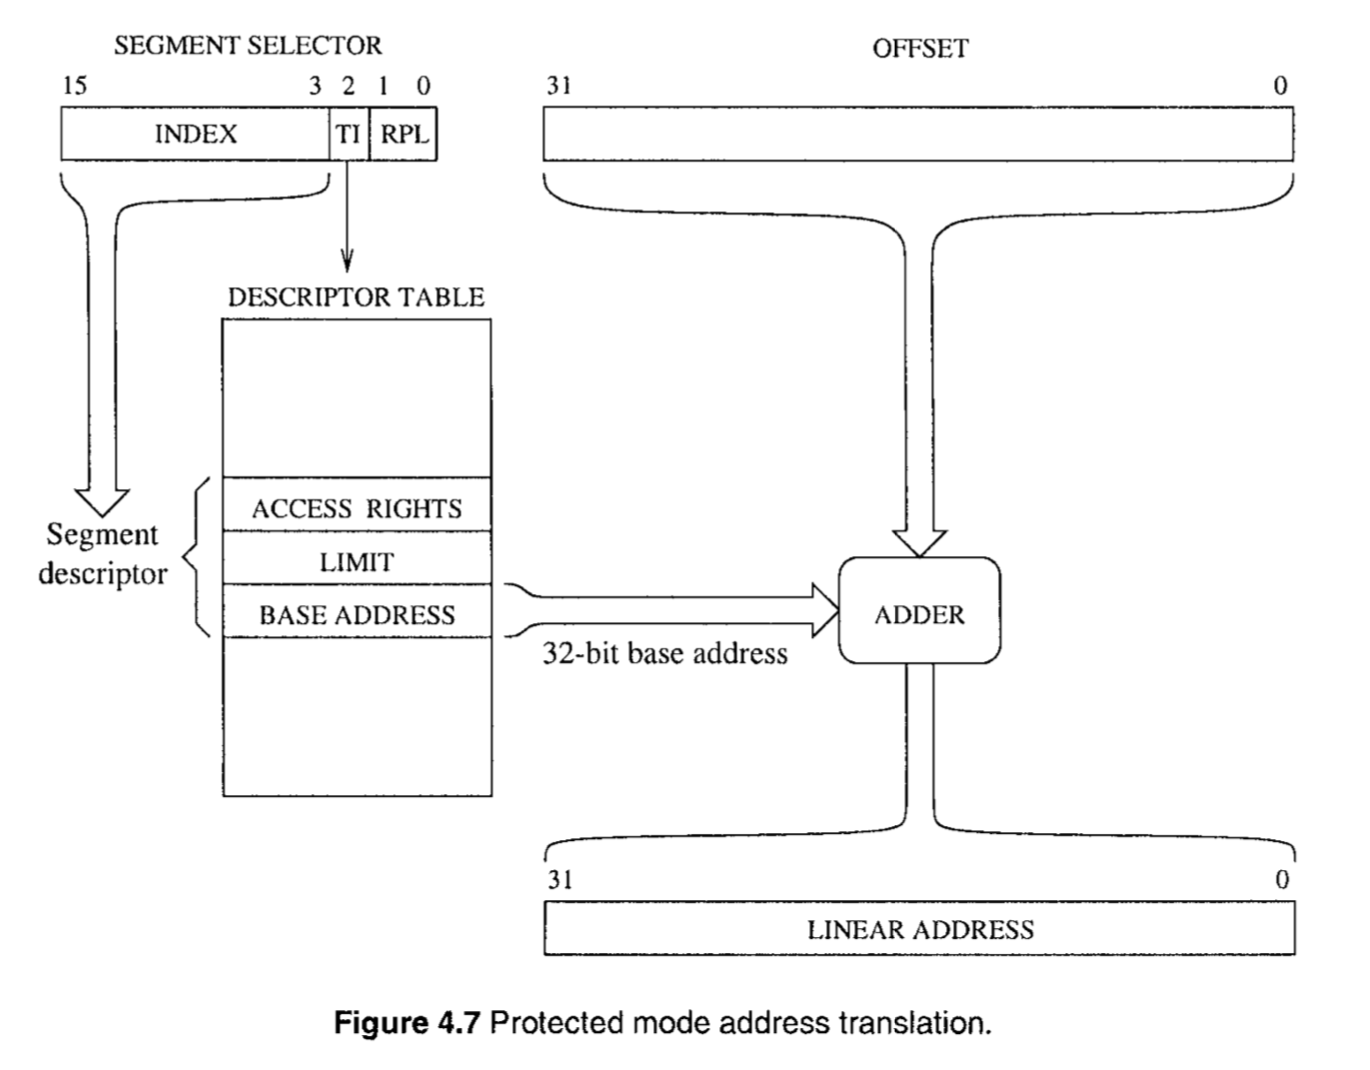 SEGMENT SELECTOR
OFFSET
15 3 2 1 0
31 0
INDEX TI RPL
DESCRIPTOR TABLE
ACCESS RIGHTS
Segment
descriptor
LIMIT
BASE ADDRESS
ADDER
32-bit base address
31 0
LINEAR ADDRESS
Figure 4.7 Protected mode address translation.